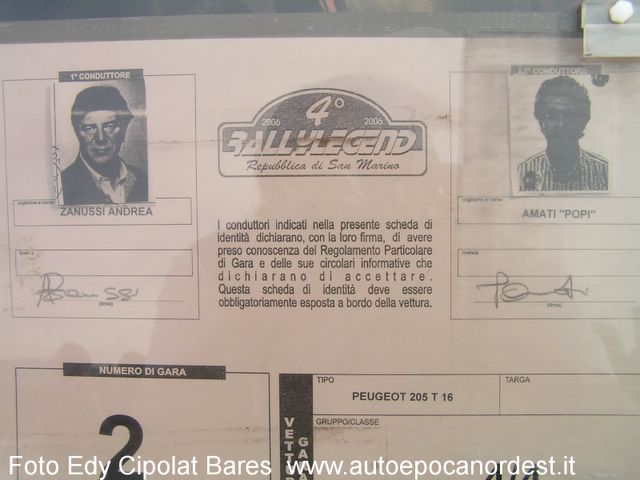 1° CONDUTTORE
ZANUSSI ANDREA
(firma)
4°
2006 2006
RALLYLEGEND
Repubblica di San Marino
I conduttori indicati nella presente scheda di
identità dichiarano, con la loro firma, di avere
preso conoscenza del Regolamento Particolare
di Gara e delle sue circolari informative che
dichiarano di accettare.
Questa scheda di identità deve essere
obbligatoriamente esposta a bordo della vettura.
CONDUTTORE
cognome e nome
AMATI "POPI"
licenza
(firma)
NUMERO DI GARA
2
TIPO
PEUGEOT 205 T 16
TARGA
GRUPPO/CLASSE
Foto Edy Cipolat Bares www.autoepocanordest.it